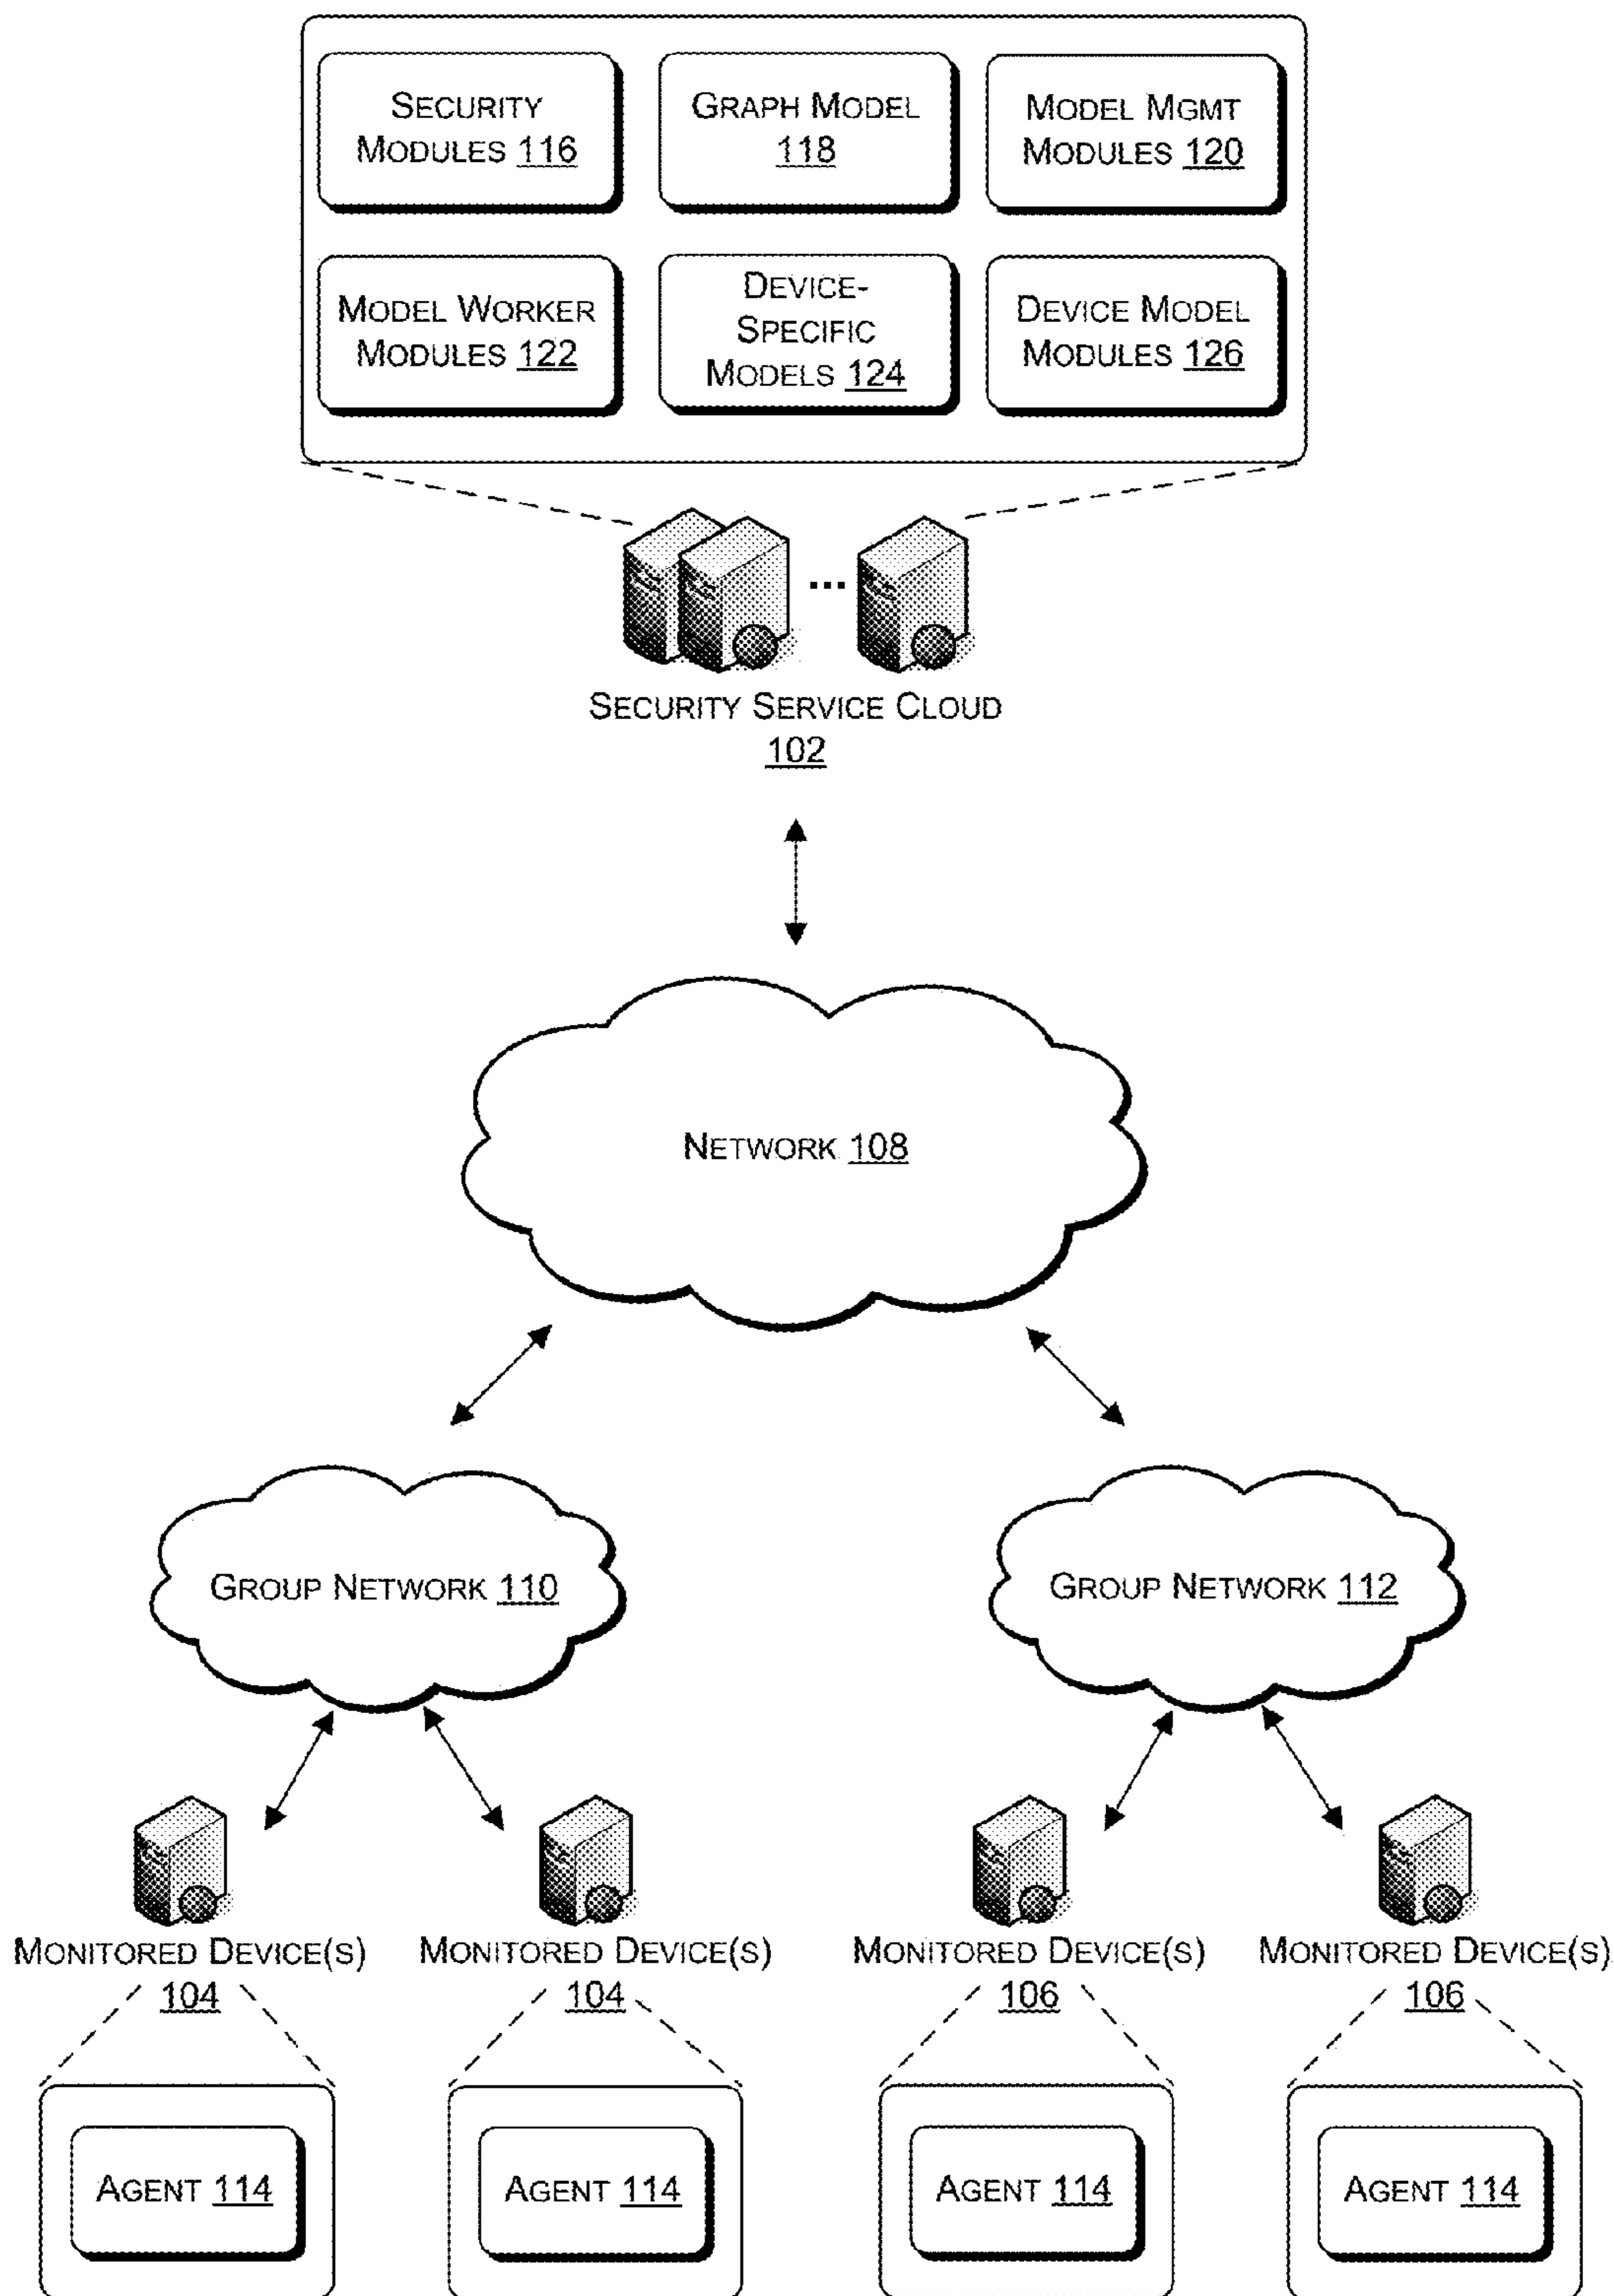 SECURITY
MODULES 116
GRAPH MODEL
118
MODEL MGMT
MODULES 120
MODEL WORKER
MODULES 122
DEVICE-
SPECIFIC
MODELS 124
DEVICE MODEL
MODULES 126
...
SECURITY SERVICE CLOUD
102
NETWORK 108
GROUP NETWORK 110
GROUP NETWORK 112
MONITORED DEVICE(S)
104
MONITORED DEVICE(S)
104
MONITORED DEVICE(S)
106
MONITORED DEVICE(S)
106
AGENT 114
AGENT 114
AGENT 114
AGENT 114